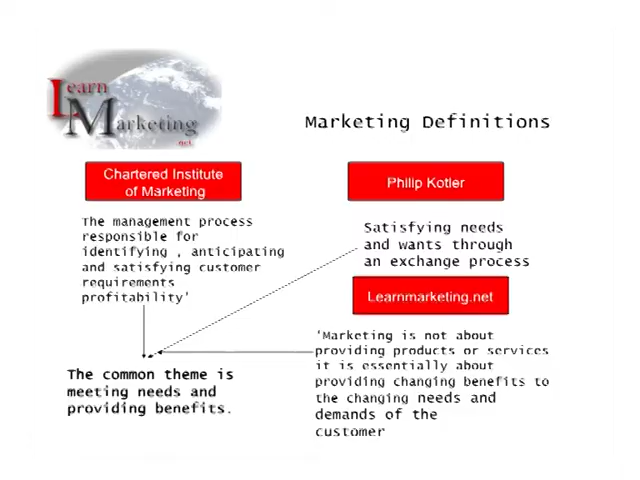 Learn
Marketing
.net
Marketing Definitions
Chartered Institute
of Marketing
The management process
responsible for
identifying , anticipating
and satisfying customer
requirements
profitability'
Philip Kotler
Satisfying needs
and wants through
an exchange process
Learnmarketing.net
'Marketing is not about
providing products or services
it is essentially about
providing changing benefits to
the changing needs and
demands of the
customer
The common theme is
meeting needs and
providing benefits.